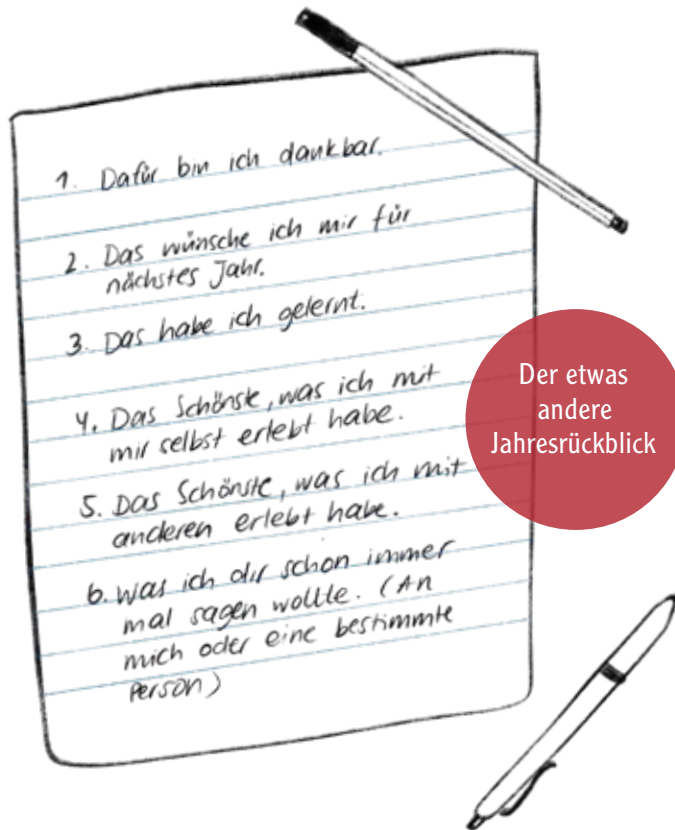 1. Dafür bin ich dankbar.
2. Das wünsche ich mir für
nächstes Jahr.
3. Das habe ich gelernt.
4. Das Schönste, was ich mit
mir selbst erlebt habe.
5. Das Schönste, was ich mit
anderen erlebt habe.
6. Was ich dir schon immer
mal sagen wollte. (An
mich oder eine bestimmte
Person)
Der etwas
andere
Jahresrückblick